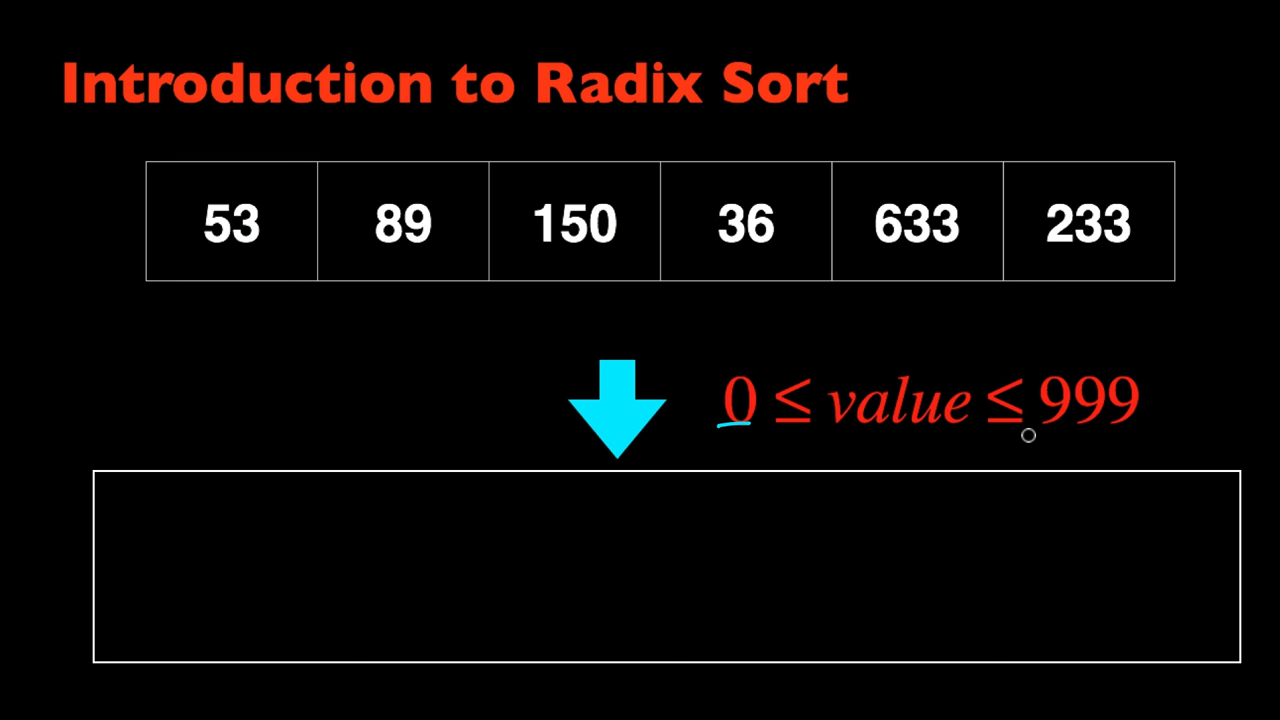 Introduction to Radix Sort
53 89 150 36 633 233
0 ≤ value ≤ 999